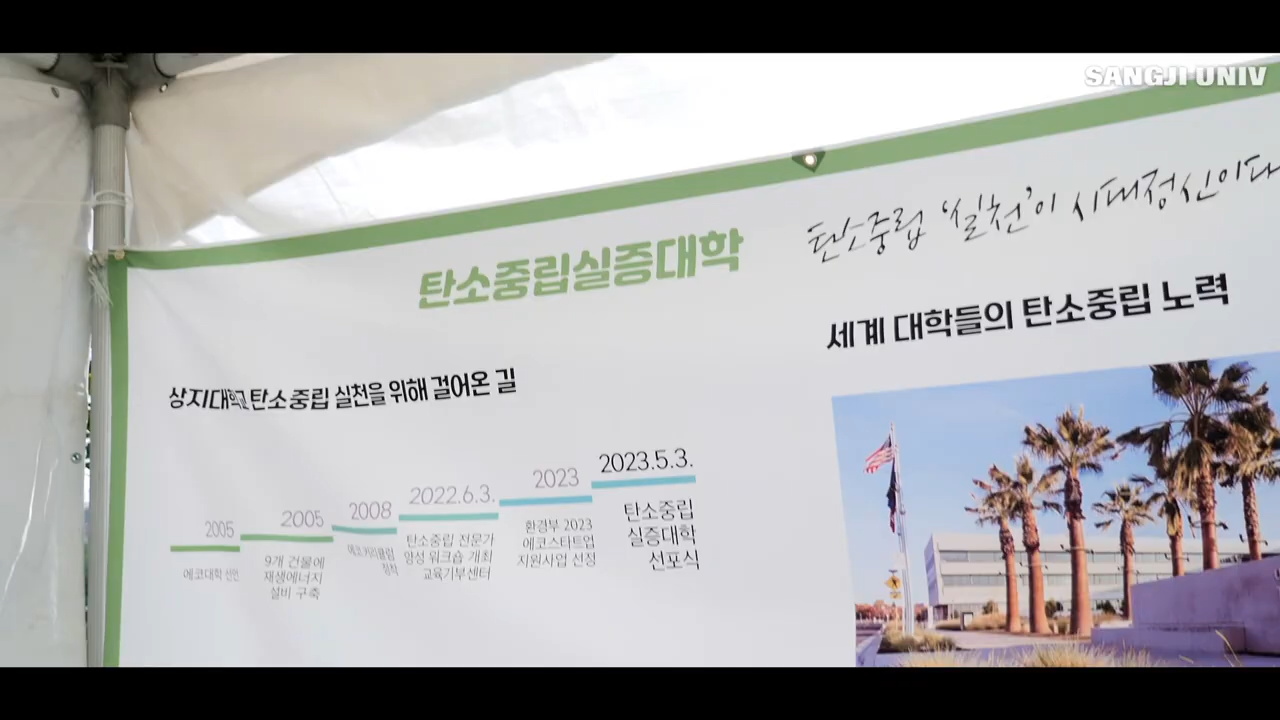 SANGJI UNIV
탄소중립 '실천'이 시대정신이다
탄소중립실증대학
세계 대학들의 탄소중립 노력
상지대학교 탄소중립 실천을 위해 걸어온 길
2005
에코대학 선언
2005
9개 건물에
재생에너지
설비 구축
2008
에코 커리큘럼
정착
2022.6.3.
탄소중립 전문가
양성 워크숍 개최
교육기부센터
2023
환경부 2023
에코스타트업
지원사업 선정
2023.5.3.
탄소중립
실증대학
선포식